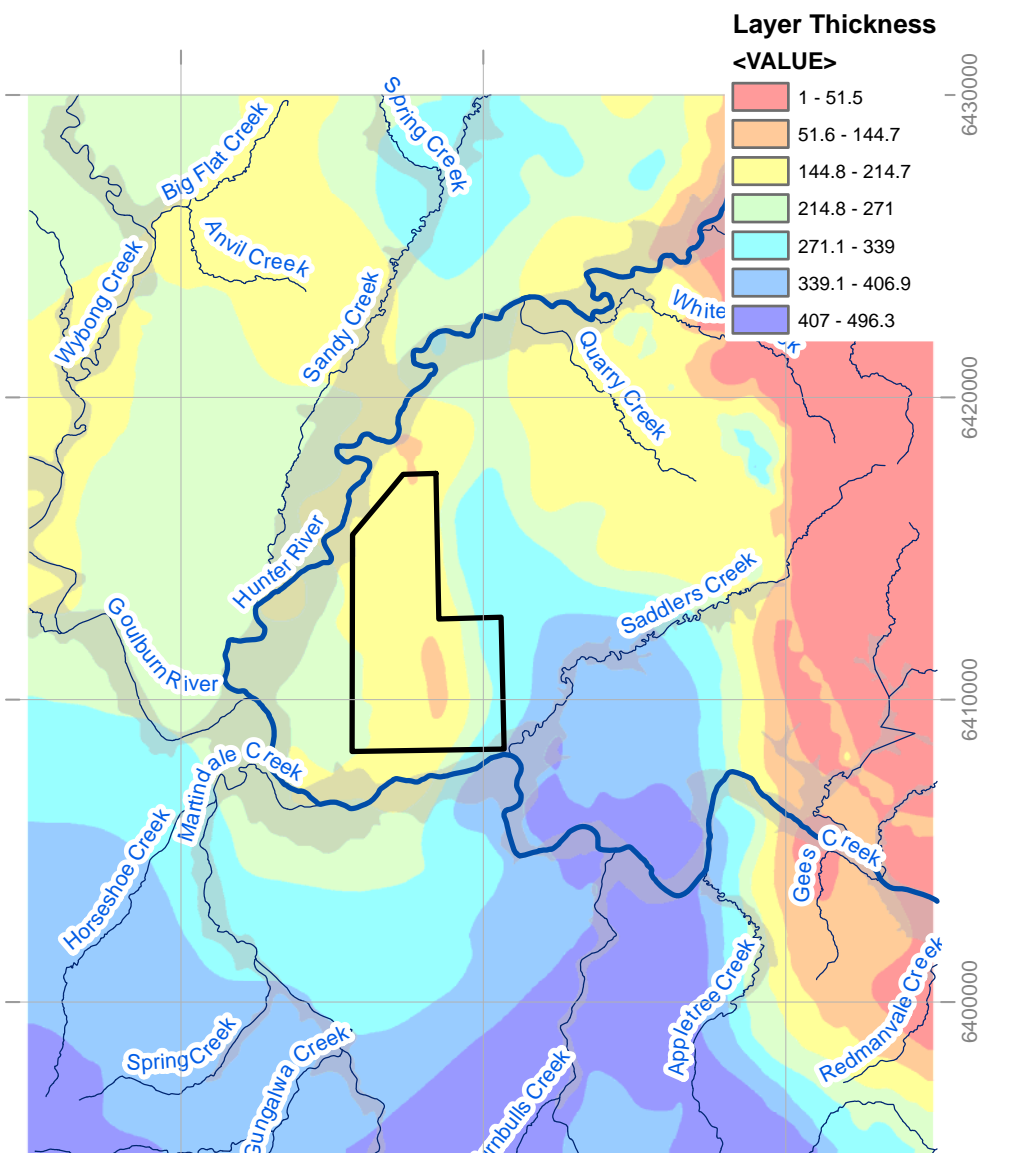 Layer Thickness
<VALUE>
1 - 51.5
51.6 - 144.7
144.8 - 214.7
214.8 - 271
271.1 - 339
339.1 - 406.9
407 - 496.3
6430000
Spring Creek
Big Flat Creek
Anvil Creek
Wybong Creek
Sandy Creek
White
Quarry Creek
6420000
Hunter River
Saddlers Creek
Goulburn River
6410000
Martindale Creek
Horseshoe Creek
Gees Creek
Appletree Creek
Redmanvale Creek
6400000
Spring Creek